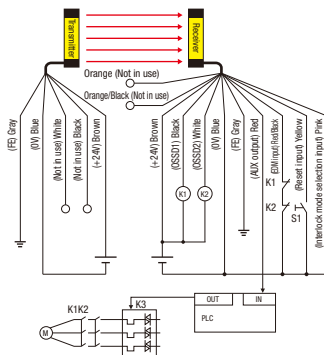 Transmitter
Receiver
Orange (Not in use)
Orange/Black (Not in use)
(FE) Gray
(0V) Blue
(Not in use) White
(Not in use) Black
(+24V) Brown
(+24V) Brown
(OSSD1) Black
(OSSD2) White
(0V) Blue
(FE) Gray
(AUX output) Red
(EDM input) Red/Back
(Reset input) Yellow
(Interlock mode selection input) Pink
K1
K1
K2
K2
S1
K1K2
K3
OUT
IN
PLC
M